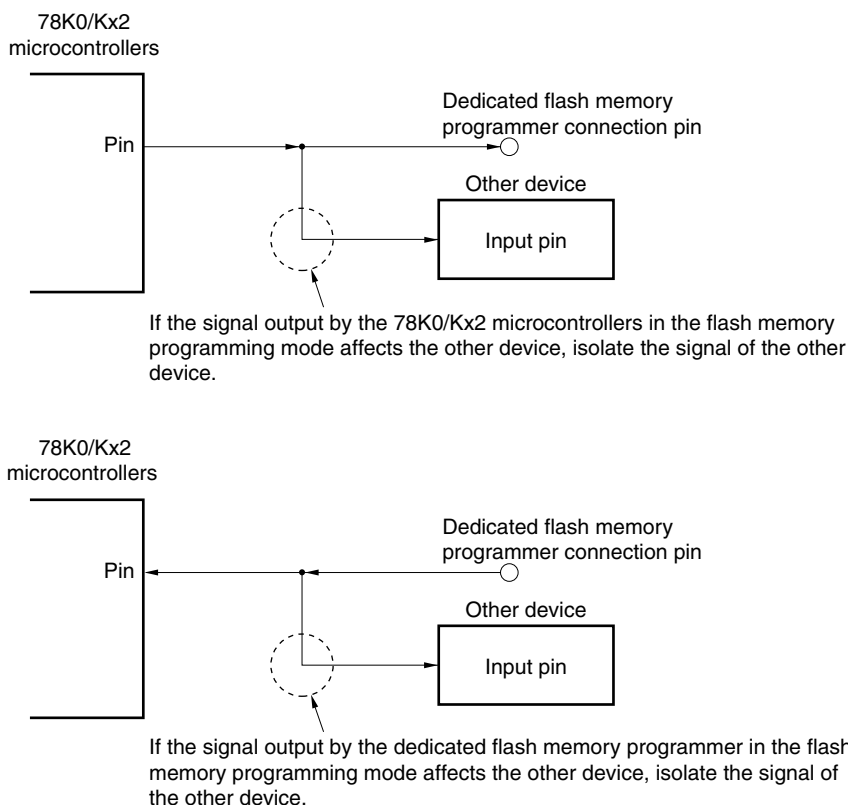 78K0/Kx2
microcontrollers
Pin
Dedicated flash memory
programmer connection pin
Other device
Input pin
If the signal output by the 78K0/Kx2 microcontrollers in the flash memory
programming mode affects the other device, isolate the signal of the other
device.
78K0/Kx2
microcontrollers
Pin
Dedicated flash memory
programmer connection pin
Other device
Input pin
If the signal output by the dedicated flash memory programmer in the flash
memory programming mode affects the other device, isolate the signal of
the other device.